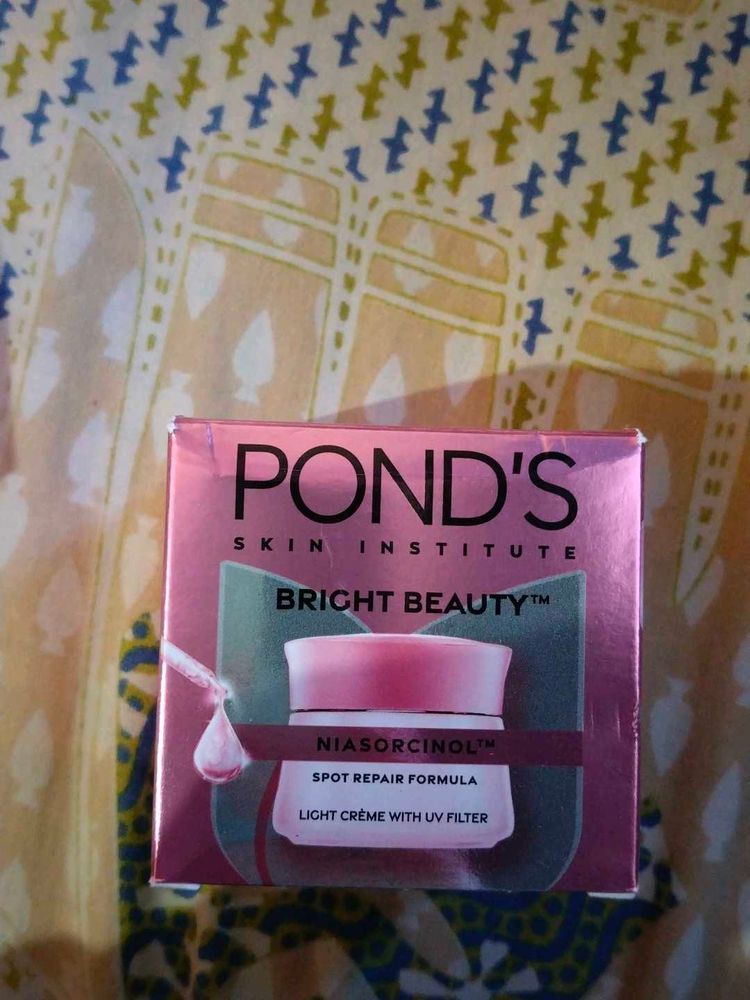 POND'S
SKIN INSTITUTE
BRIGHT BEAUTY™
NIASORCINOL™
SPOT REPAIR FORMULA
LIGHT CRÈME WITH UV FILTER